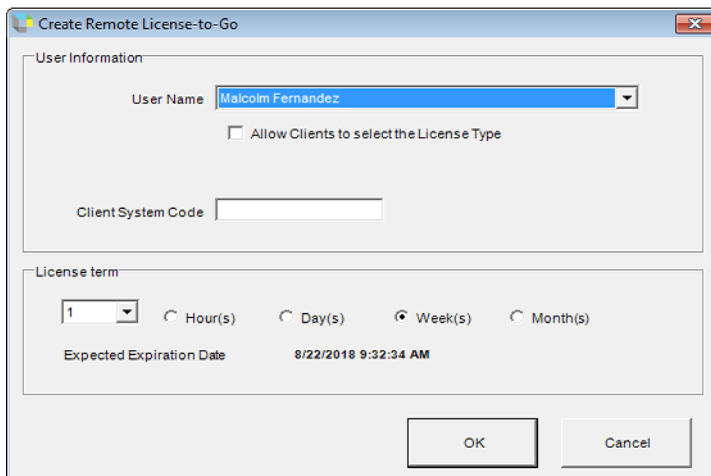 Create Remote License-to-Go
User Information
User Name Malcolm Fernandez
Allow Clients to select the License Type
Client System Code
License term
1 Hour(s) Day(s) Week(s) Month(s)
Expected Expiration Date 8/22/2018 9:32:34 AM
OK Cancel